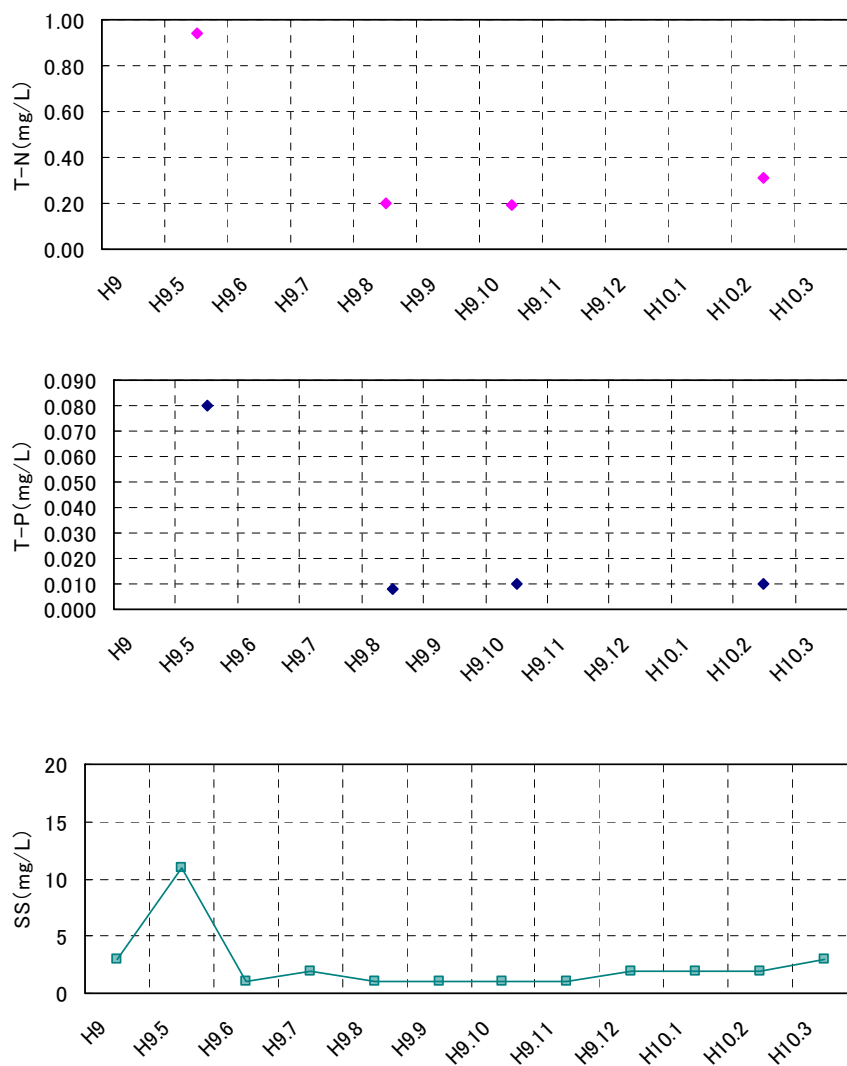 1.00
0.80
0.60
0.40
0.20
0.00
T-N(mg/L)
H9
H9.5
H9.6
H9.7
H9.8
H9.9
H9.10
H9.11
H9.12
H10.1
H10.2
H10.3
0.090
0.080
0.070
0.060
0.050
0.040
0.030
0.020
0.010
0.000
T-P(mg/L)
H9
H9.5
H9.6
H9.7
H9.8
H9.9
H9.10
H9.11
H9.12
H10.1
H10.2
H10.3
20
15
10
5
0
SS(mg/L)
H9
H9.5
H9.6
H9.7
H9.8
H9.9
H9.10
H9.11
H9.12
H10.1
H10.2
H10.3